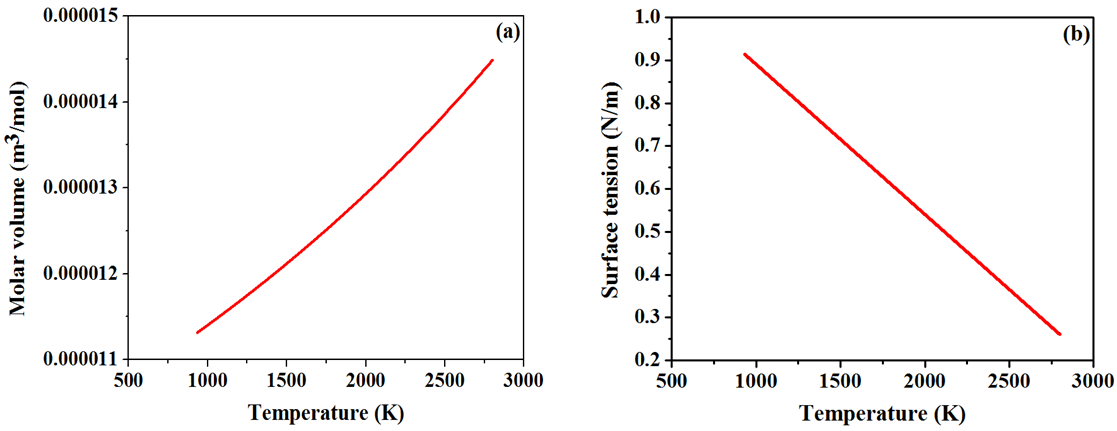 (a)
Molar volume (m3/mol)
0.000015
0.000014
0.000013
0.000012
0.000011
500 1000 1500 2000 2500 3000
Temperature (K)
(b)
Surface tension (N/m)
1.0
0.9
0.8
0.7
0.6
0.5
0.4
0.3
0.2
500 1000 1500 2000 2500 3000
Temperature (K)